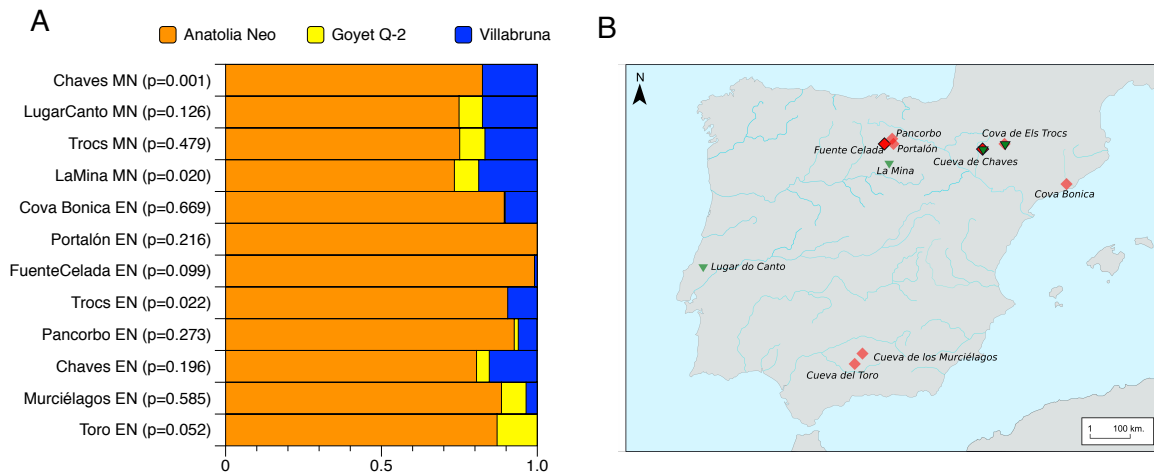 A
Anatolia Neo
Goyet Q-2
Villabruna
Chaves MN (p=0.001)
LugarCanto MN (p=0.126)
Trocs MN (p=0.479)
LaMina MN (p=0.020)
Cova Bonica EN (p=0.669)
Portalón EN (p=0.216)
FuenteCelada EN (p=0.099)
Trocs EN (p=0.022)
Pancorbo EN (p=0.273)
Chaves EN (p=0.196)
Murciélagos EN (p=0.585)
Toro EN (p=0.052)
0
0.5
1.0
B
N
Pancorbo
Fuente Celada
Portalón
La Mina
Cova de Els Trocs
Cueva de Chaves
Cova Bonica
Lugar do Canto
Cueva de los Murciélagos
Cueva del Toro
1 100 km.